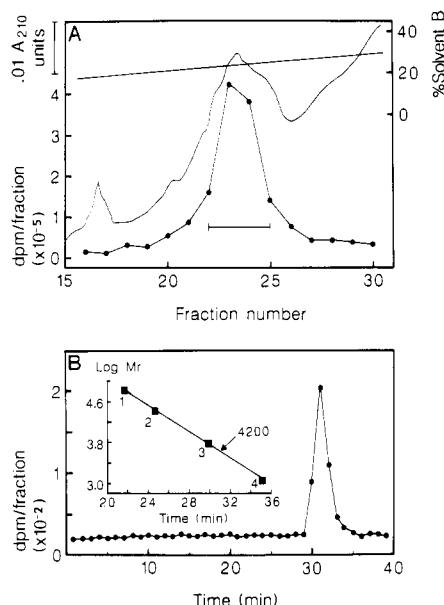 A
.01 A210
units
4
3
2
1
0
dpm/fraction
(x10-5)
40
20
0
%Solvent B
15
20
25
30
Fraction number
B
Log Mr
4.6
3.8
3.0
1
2
3
4
4200
20
24
28
32
36
Time (min)
2
1
0
dpm/fraction
(x10-2)
0
10
20
30
40
Time (min)